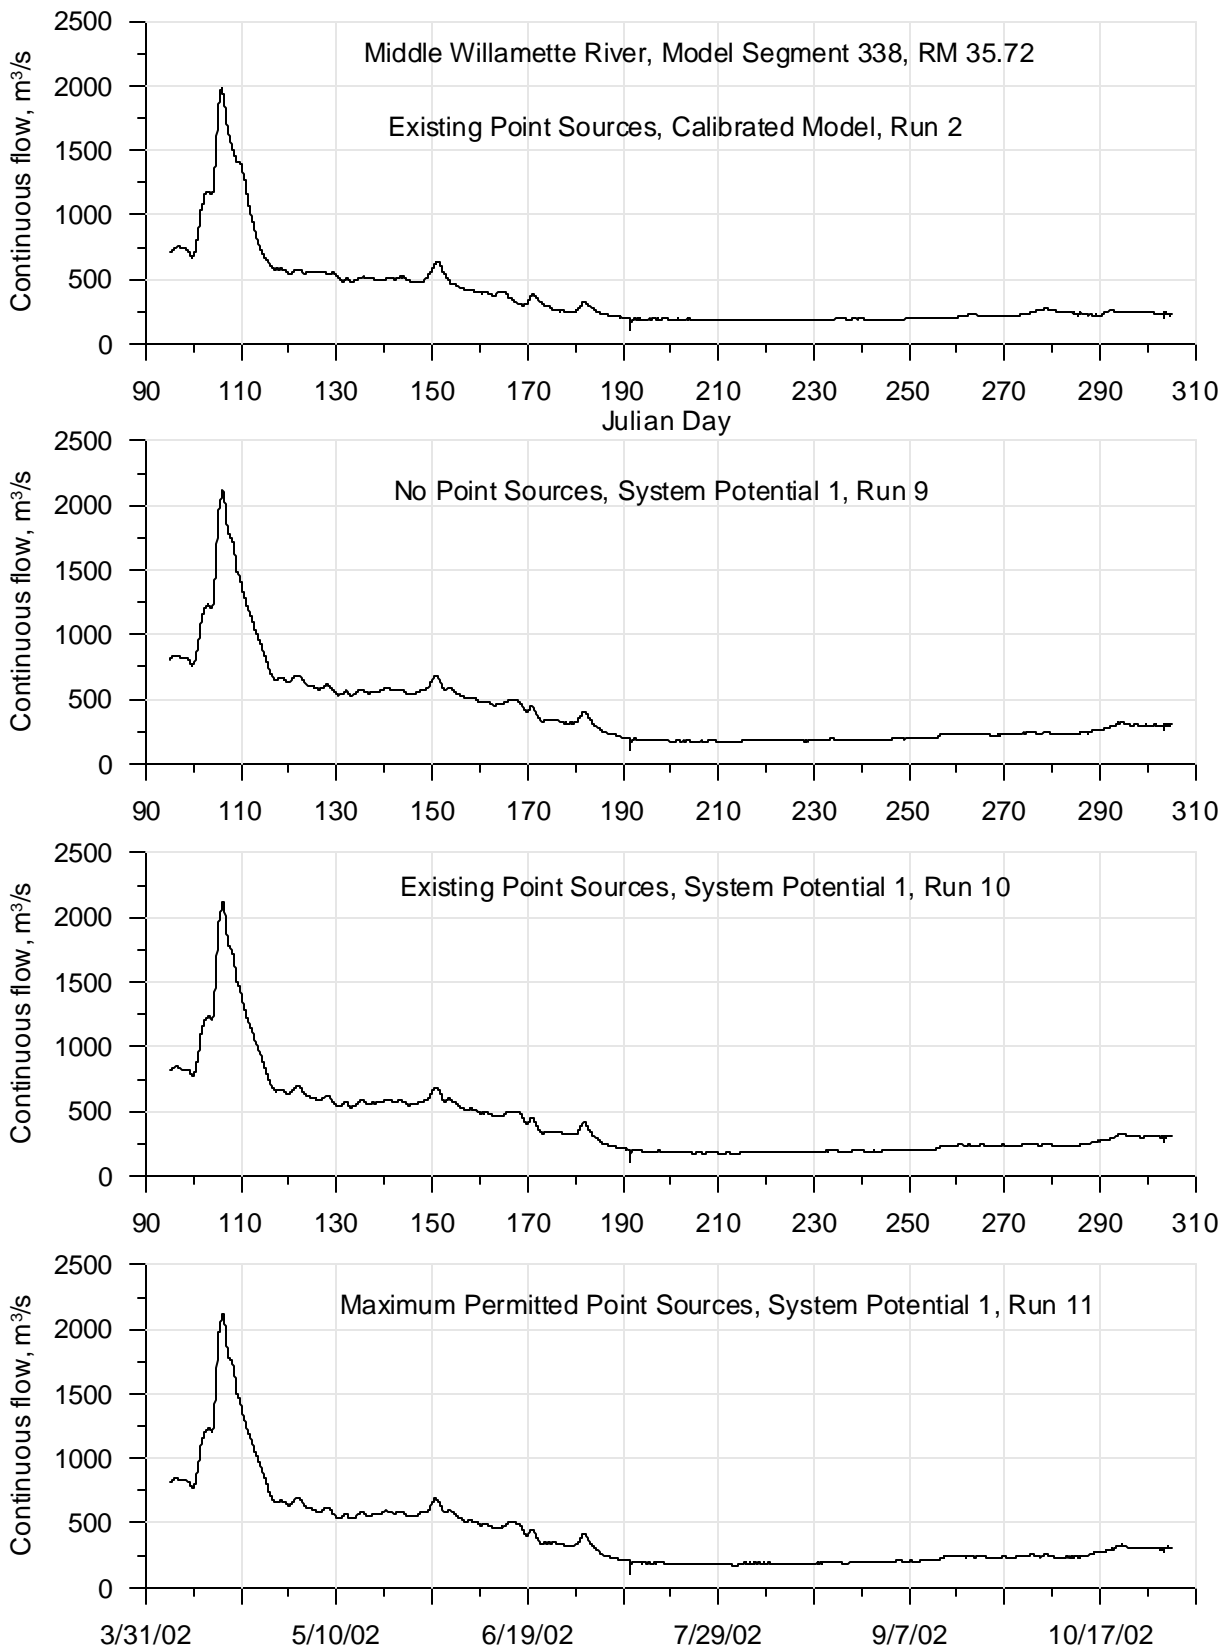 Middle Willamette River, Model Segment 338, RM 35.72
Existing Point Sources, Calibrated Model, Run 2
Continuous flow, m³/s
2500
2000
1500
1000
500
0
90 110 130 150 170 190 210 230 250 270 290 310
Julian Day
No Point Sources, System Potential 1, Run 9
Continuous flow, m³/s
2500
2000
1500
1000
500
0
90 110 130 150 170 190 210 230 250 270 290 310
Existing Point Sources, System Potential 1, Run 10
Continuous flow, m³/s
2500
2000
1500
1000
500
0
90 110 130 150 170 190 210 230 250 270 290 310
Maximum Permitted Point Sources, System Potential 1, Run 11
Continuous flow, m³/s
2500
2000
1500
1000
500
0
3/31/02 5/10/02 6/19/02 7/29/02 9/7/02 10/17/02